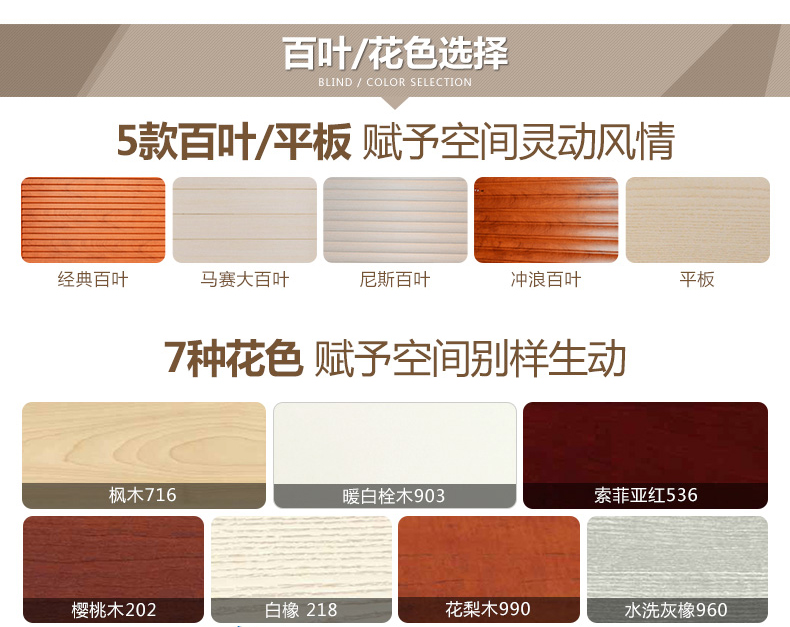 百叶/花色选择
BLIND / COLOR SELECTION
5款百叶/平板 赋予空间灵动风情
经典百叶
马赛大百叶
尼斯百叶
冲浪百叶
平板
7种花色 赋予空间别样生动
枫木716
暖白栓木903
索菲亚红536
樱桃木202
白橡 218
花梨木990
水洗灰橡960